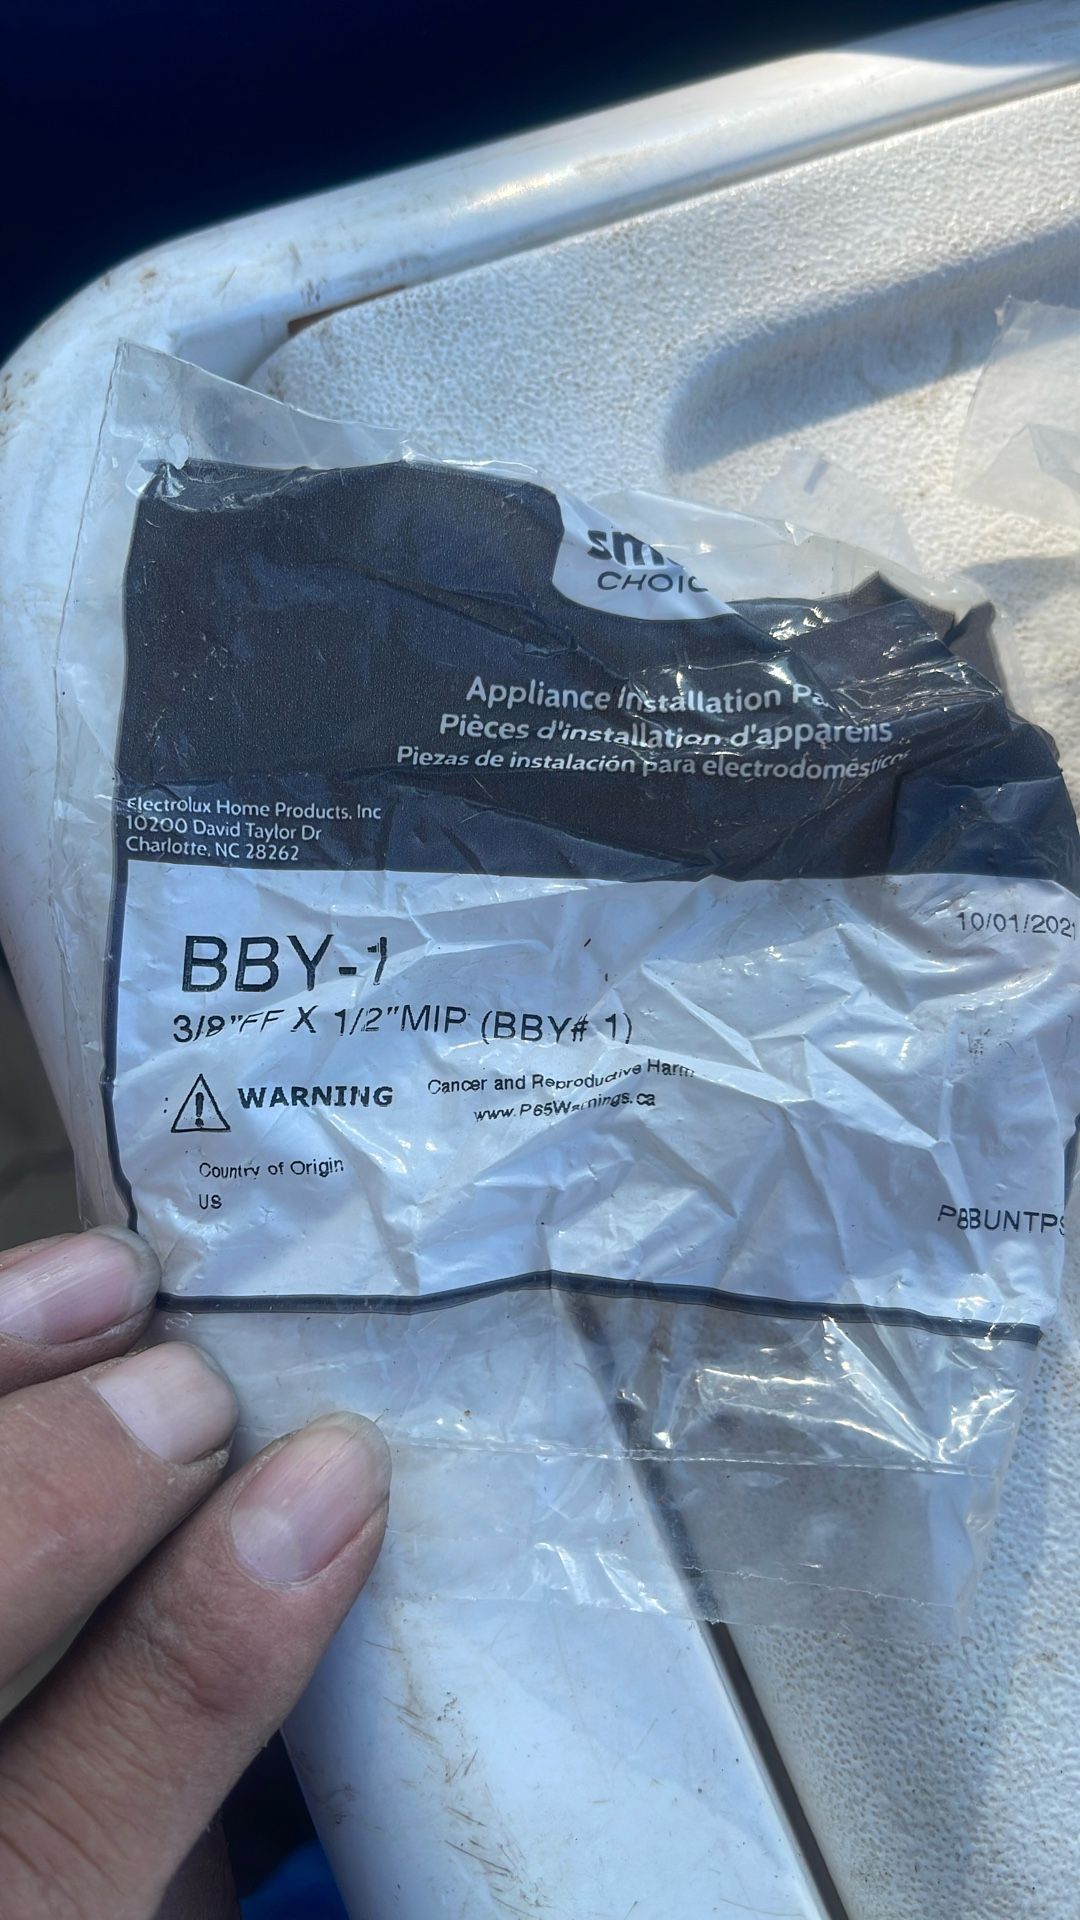 CHOIC
Appliance Installation Pa
Pièces d'installation d'appareils
Piezas de instalación para electrodoméstico
Electrolux Home Products, Inc
10200 David Taylor Dr
Charlotte, NC 28262
10/01/202
BBY-1
3/8"FF X 1/2"MIP (BBY# 1)
WARNING
Cancer and Reproductive Harm
www.P65Warnings.ca
Country of Origin
US